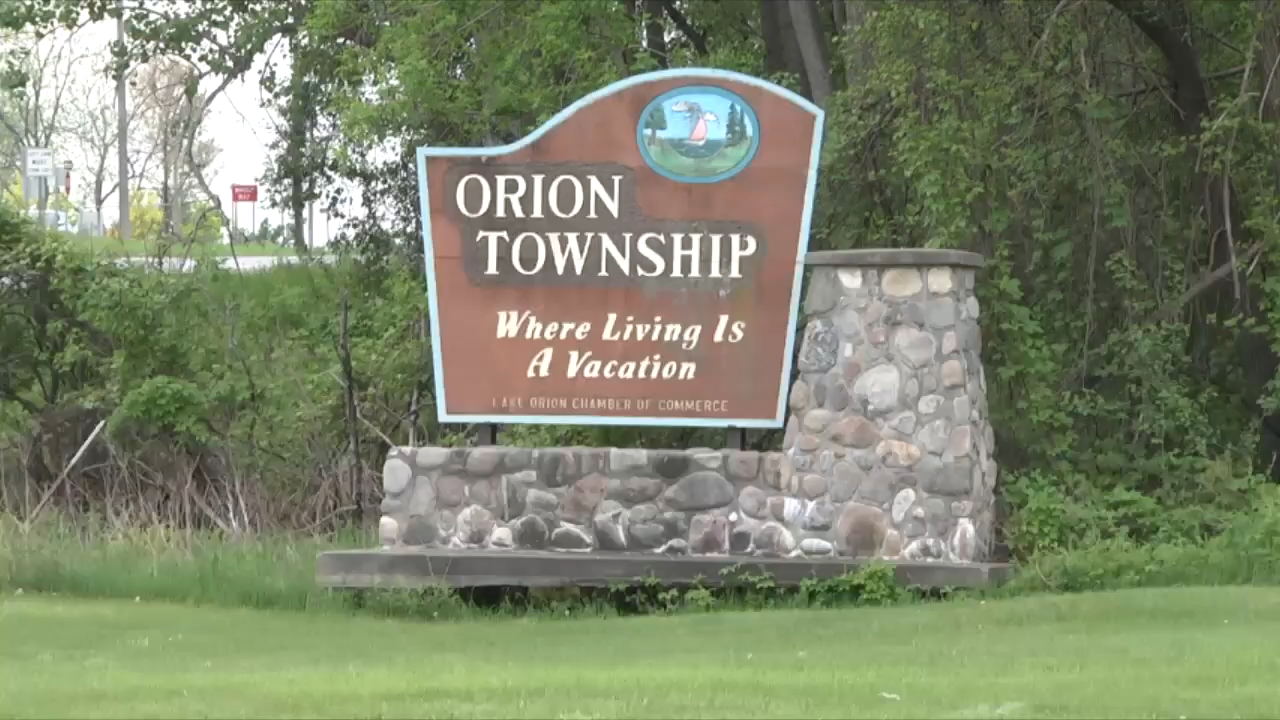 ORION
TOWNSHIP
Where Living Is
A Vacation
LAKE ORION CHAMBER OF COMMERCE